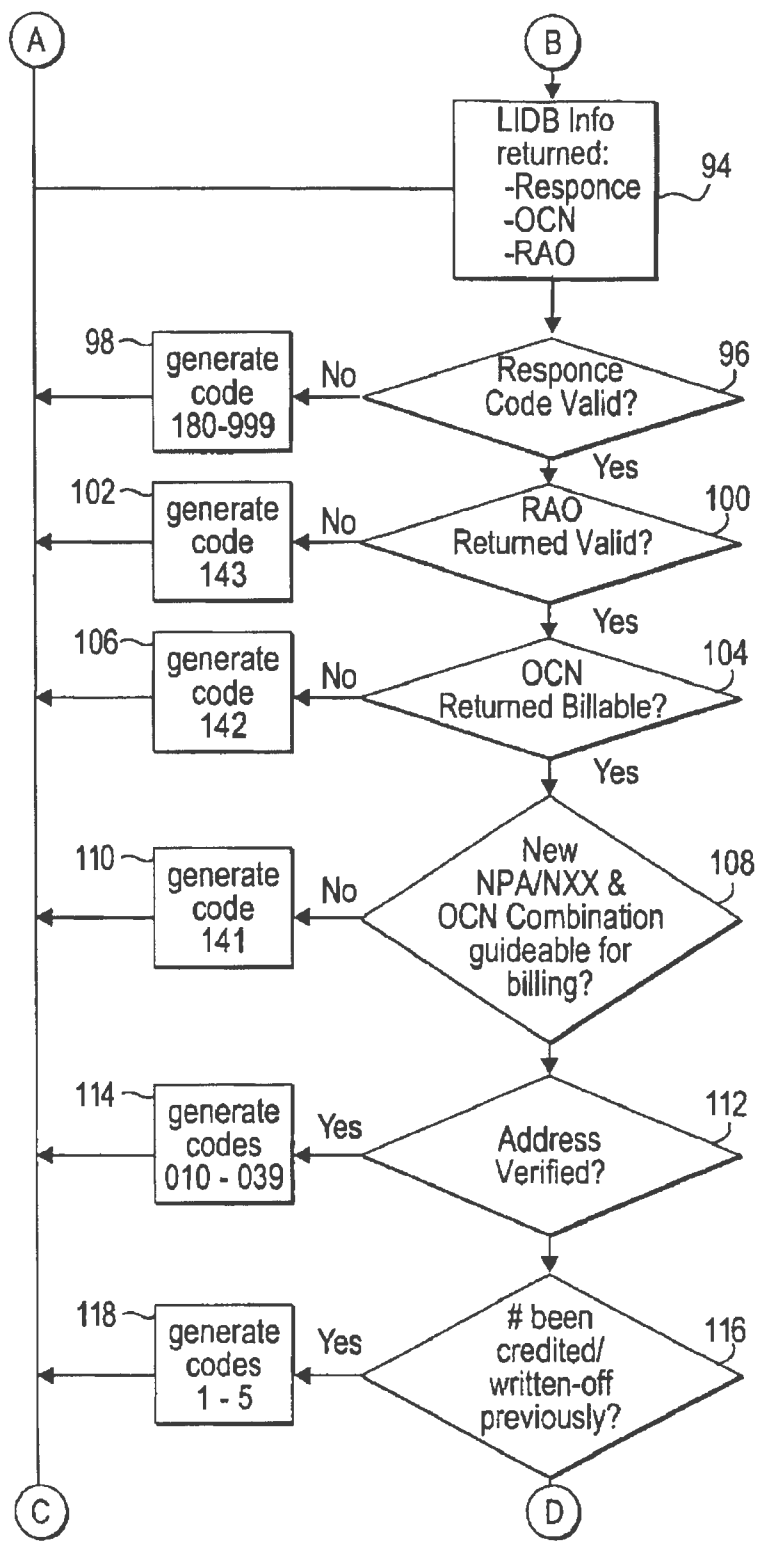 A
B
LIDB Info
returned:
-Responce
-OCN
-RAO
94
98
generate
code
180-999
No
Responce
Code Valid?
96
Yes
102
generate
code
143
No
RAO
Returned Valid?
100
Yes
106
generate
code
142
No
OCN
Returned Billable?
104
Yes
110
generate
code
141
No
New
NPA/NXX &
OCN Combination
guideable for
billing?
108
114
generate
codes
010 - 039
Yes
Address
Verified?
112
118
generate
codes
1 - 5
Yes
# been
credited/
written-off
previously?
116
C
D